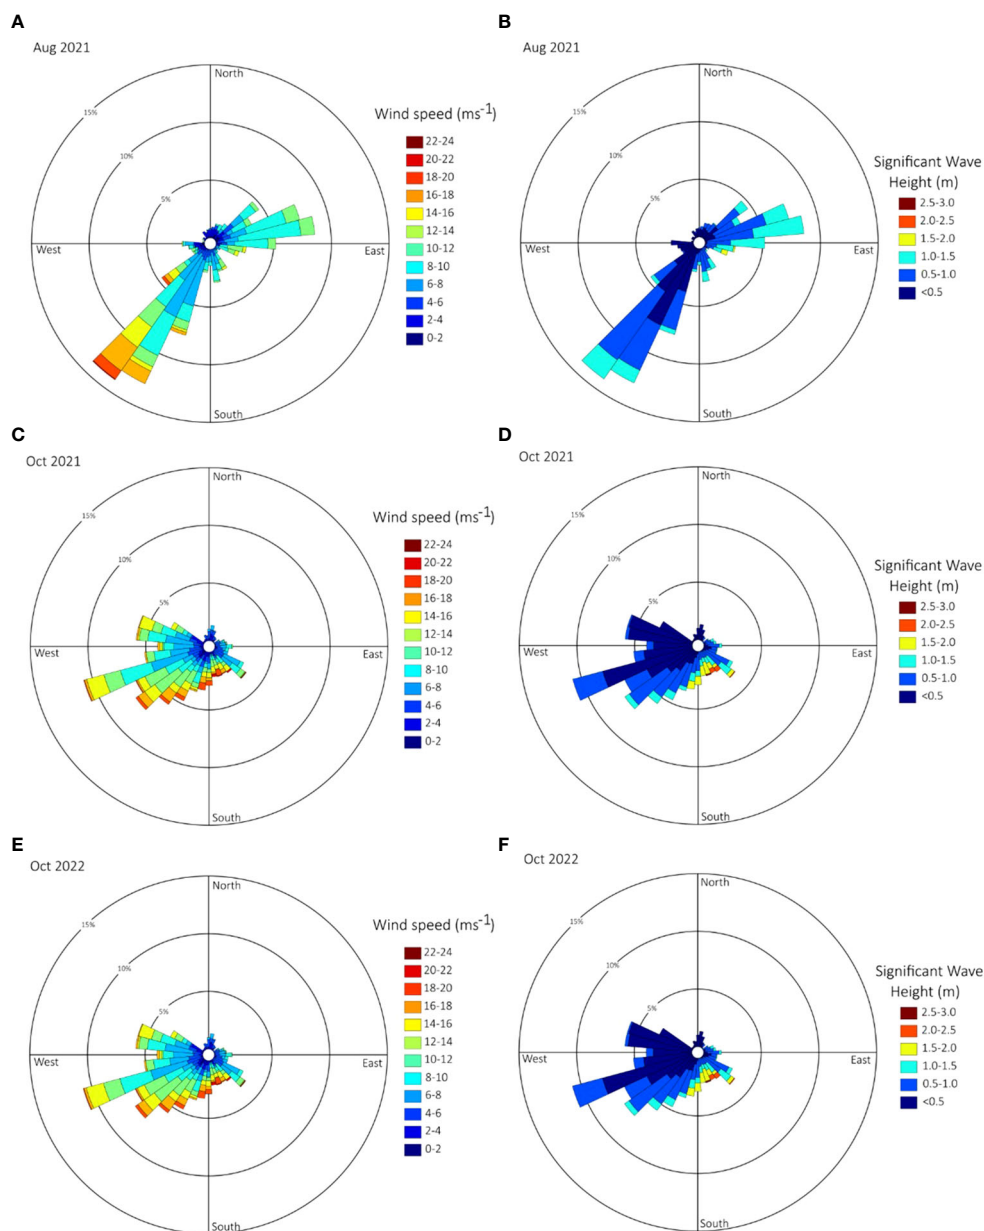 A
Aug 2021
North
15%
10%
5%
West
East
South
Wind speed (ms-1)
22-24
20-22
18-20
16-18
14-16
12-14
10-12
8-10
6-8
4-6
2-4
0-2
B
Aug 2021
North
15%
10%
5%
West
East
South
Significant Wave
Height (m)
2.5-3.0
2.0-2.5
1.5-2.0
1.0-1.5
0.5-1.0
<0.5
C
Oct 2021
North
15%
10%
5%
West
East
South
Wind speed (ms-1)
22-24
20-22
18-20
16-18
14-16
12-14
10-12
8-10
6-8
4-6
2-4
0-2
D
Oct 2021
North
15%
10%
5%
West
East
South
Significant Wave
Height (m)
2.5-3.0
2.0-2.5
1.5-2.0
1.0-1.5
0.5-1.0
<0.5
E
Oct 2022
North
15%
10%
5%
West
East
South
Wind speed (ms-1)
22-24
20-22
18-20
16-18
14-16
12-14
10-12
8-10
6-8
4-6
2-4
0-2
F
Oct 2022
North
15%
10%
5%
West
East
South
Significant Wave
Height (m)
2.5-3.0
2.0-2.5
1.5-2.0
1.0-1.5
0.5-1.0
<0.5